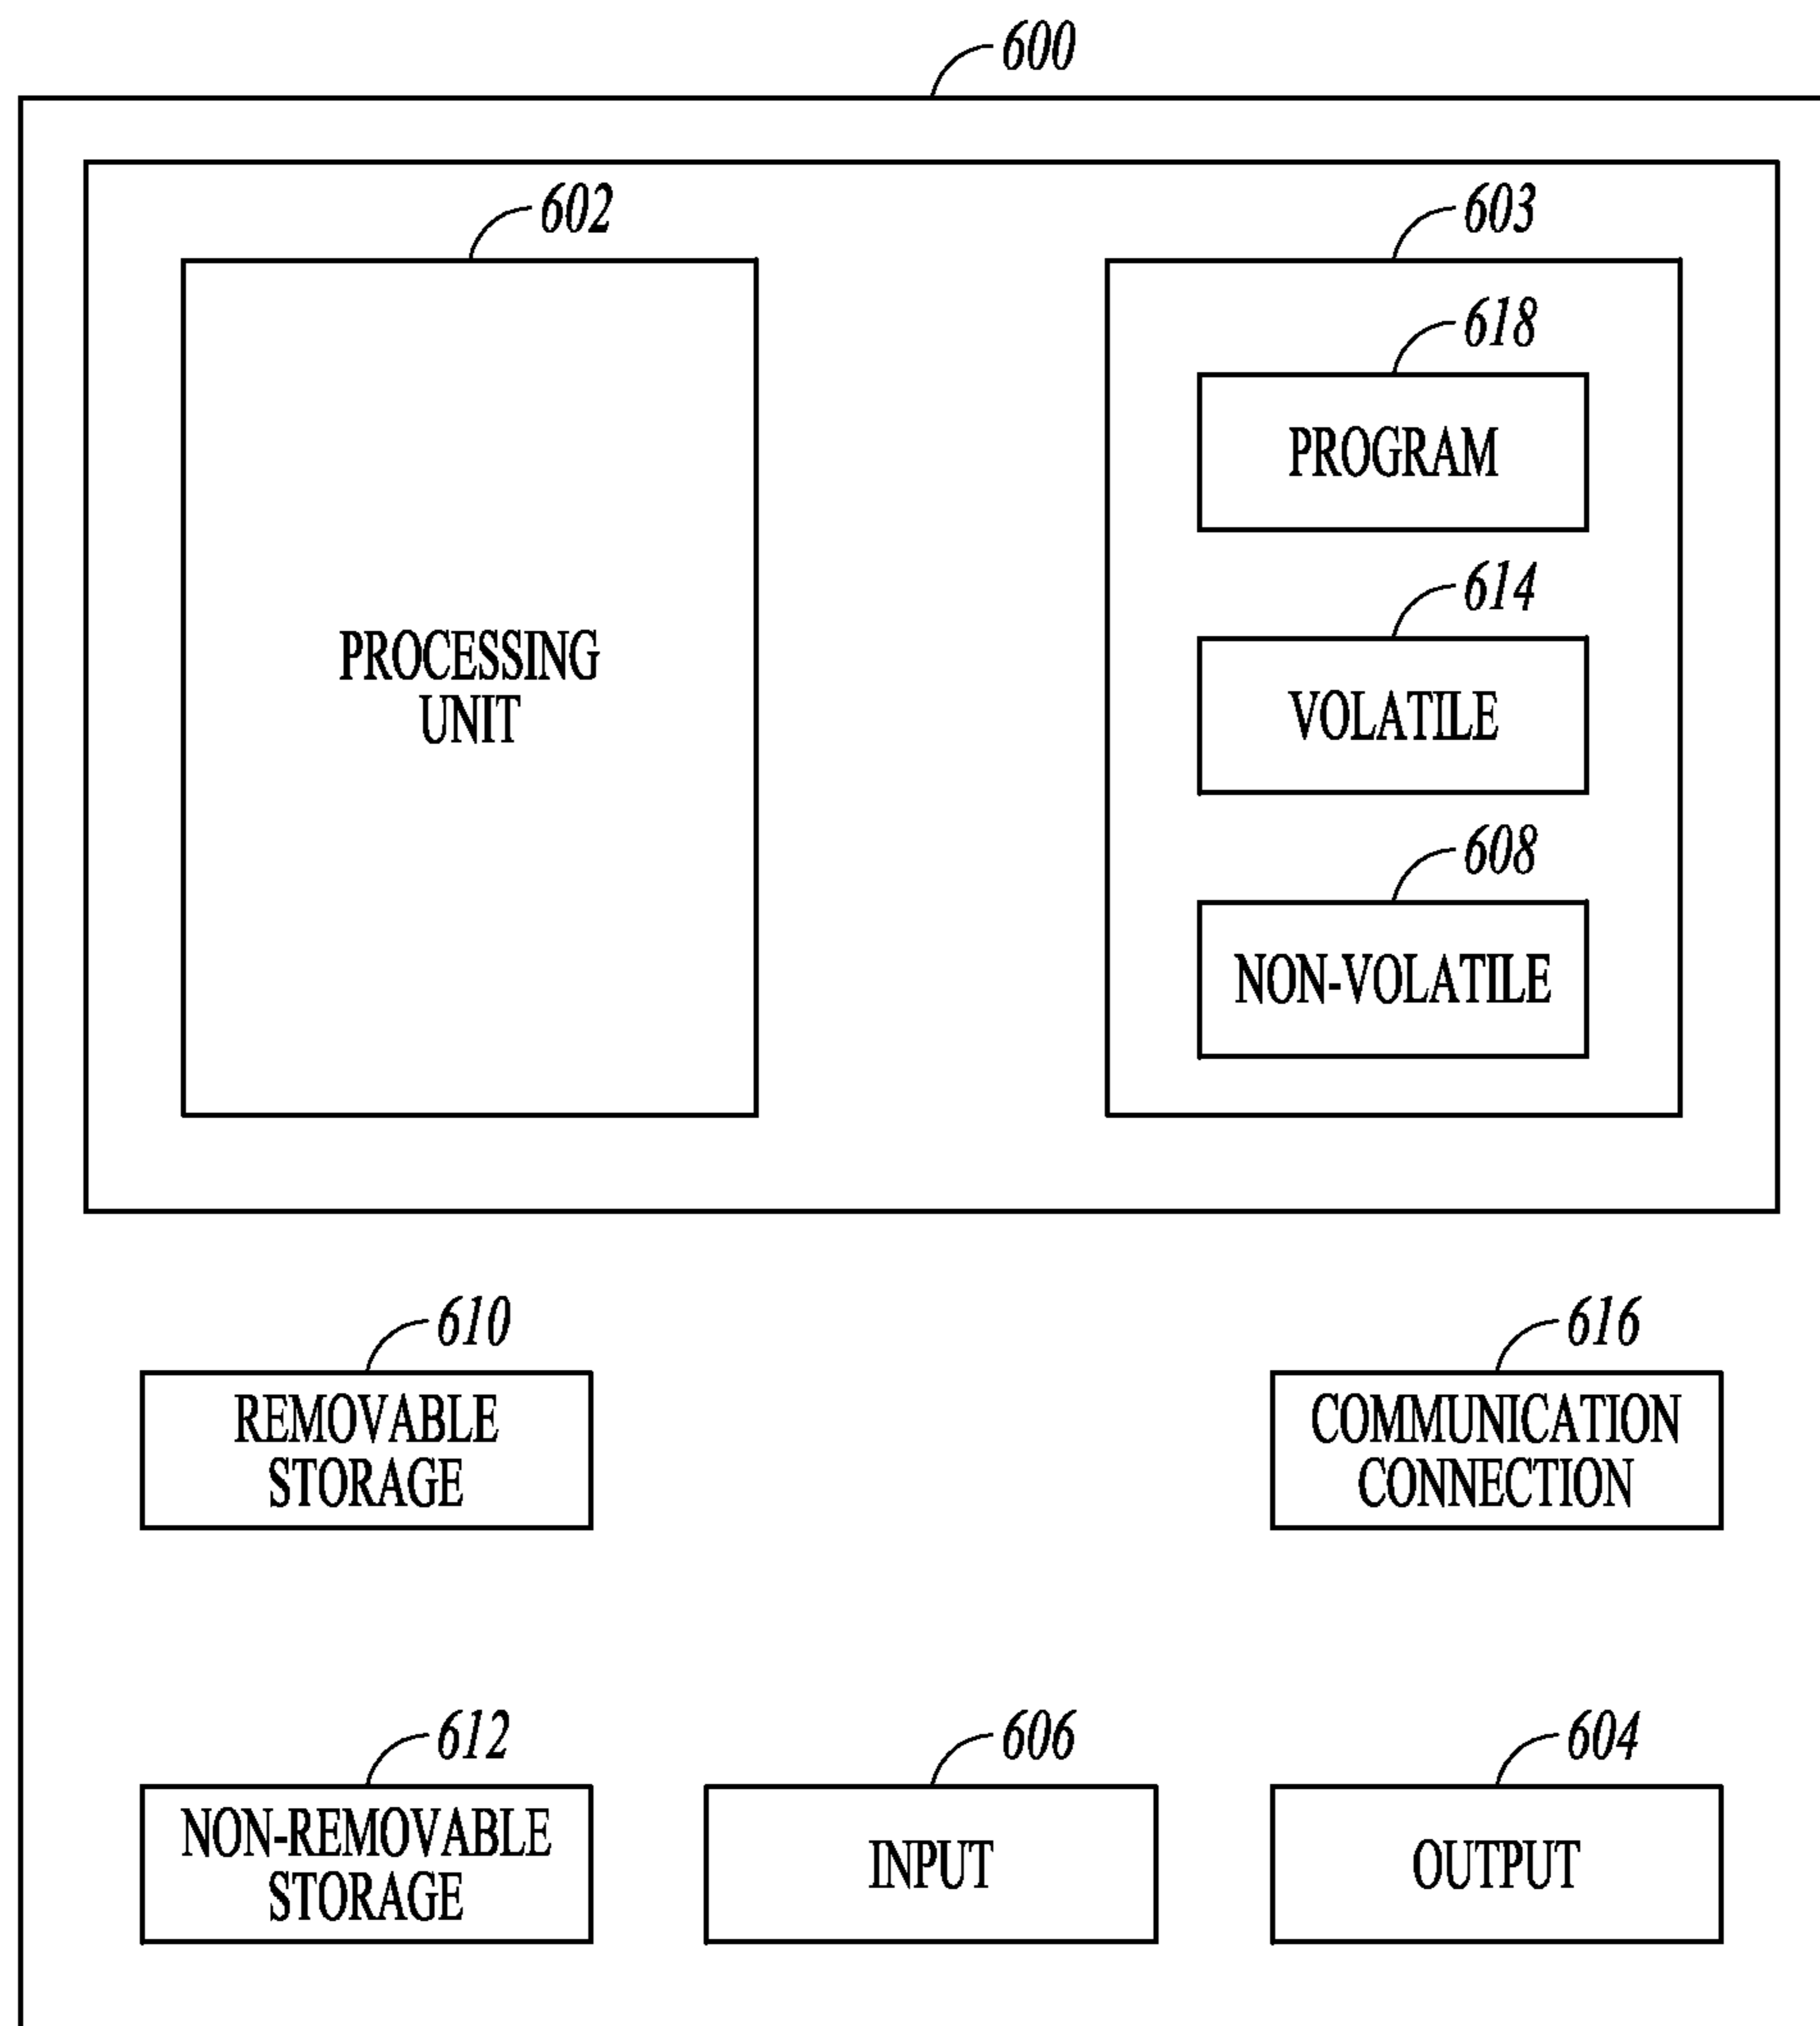 600
602
603
618
PROGRAM
614
VOLATILE
608
NON-VOLATILE
PROCESSING
UNIT
610
REMOVABLE
STORAGE
616
COMMUNICATION
CONNECTION
612
NON-REMOVABLE
STORAGE
606
INPUT
604
OUTPUT